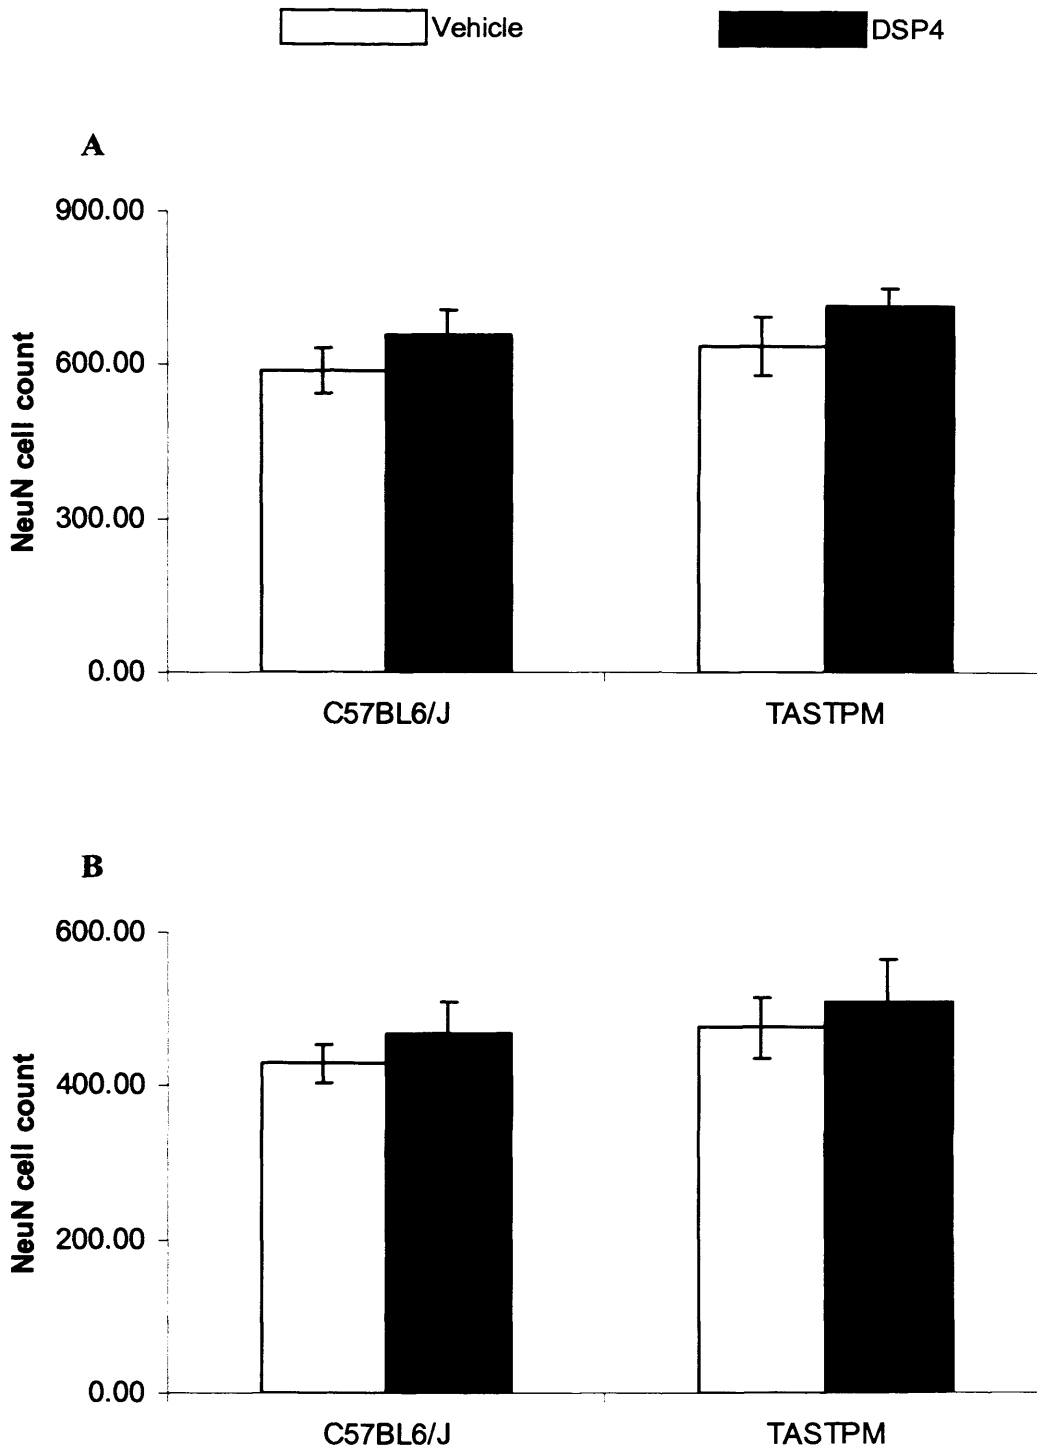 Vehicle DSP4
A
900.00
600.00
300.00
0.00
NeuN cell count
C57BL6/J TASTPM
B
600.00
400.00
200.00
0.00
NeuN cell count
C57BL6/J TASTPM